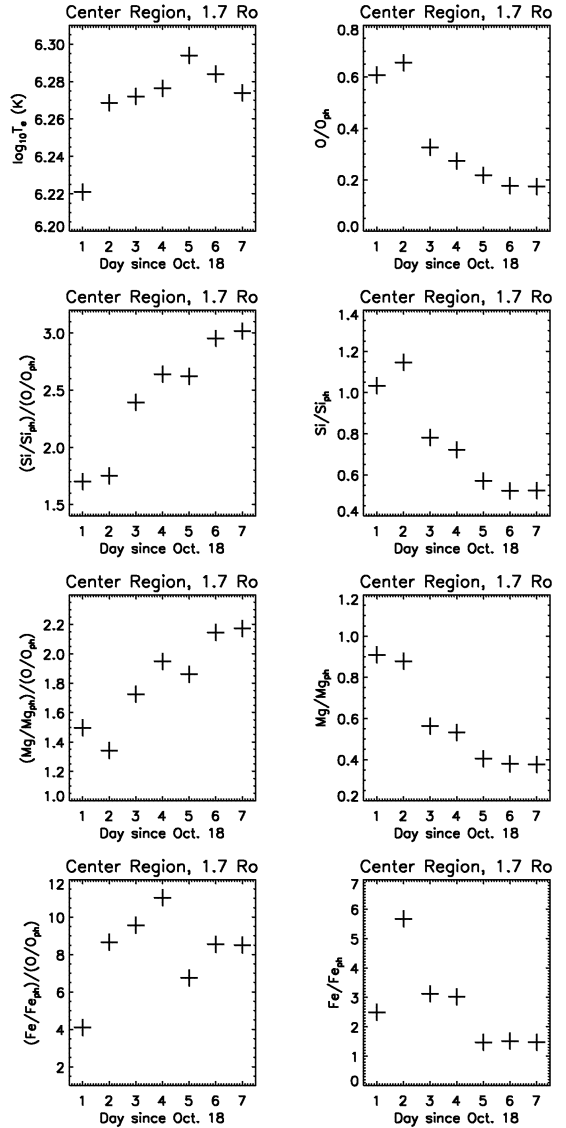 Center Region, 1.7 Ro
log₁₀Tₑ (K)
6.30
6.28
6.26
6.24
6.22
6.20
1 2 3 4 5 6 7
Day since Oct. 18
Center Region, 1.7 Ro
O/Oₚₕ
0.8
0.6
0.4
0.2
0.0
1 2 3 4 5 6 7
Day since Oct. 18
Center Region, 1.7 Ro
(Si/Siₚₕ)/(O/Oₚₕ)
3.0
2.5
2.0
1.5
1 2 3 4 5 6 7
Day since Oct. 18
Center Region, 1.7 Ro
Si/Siₚₕ
1.4
1.2
1.0
0.8
0.6
0.4
1 2 3 4 5 6 7
Day since Oct. 18
Center Region, 1.7 Ro
(Mg/Mgₚₕ)/(O/Oₚₕ)
2.2
2.0
1.8
1.6
1.4
1.2
1.0
1 2 3 4 5 6 7
Day since Oct. 18
Center Region, 1.7 Ro
Mg/Mgₚₕ
1.2
1.0
0.8
0.6
0.4
0.2
1 2 3 4 5 6 7
Day since Oct. 18
Center Region, 1.7 Ro
(Fe/Feₚₕ)/(O/Oₚₕ)
12
10
8
6
4
2
1 2 3 4 5 6 7
Day since Oct. 18
Center Region, 1.7 Ro
Fe/Feₚₕ
7
6
5
4
3
2
1
0
1 2 3 4 5 6 7
Day since Oct. 18